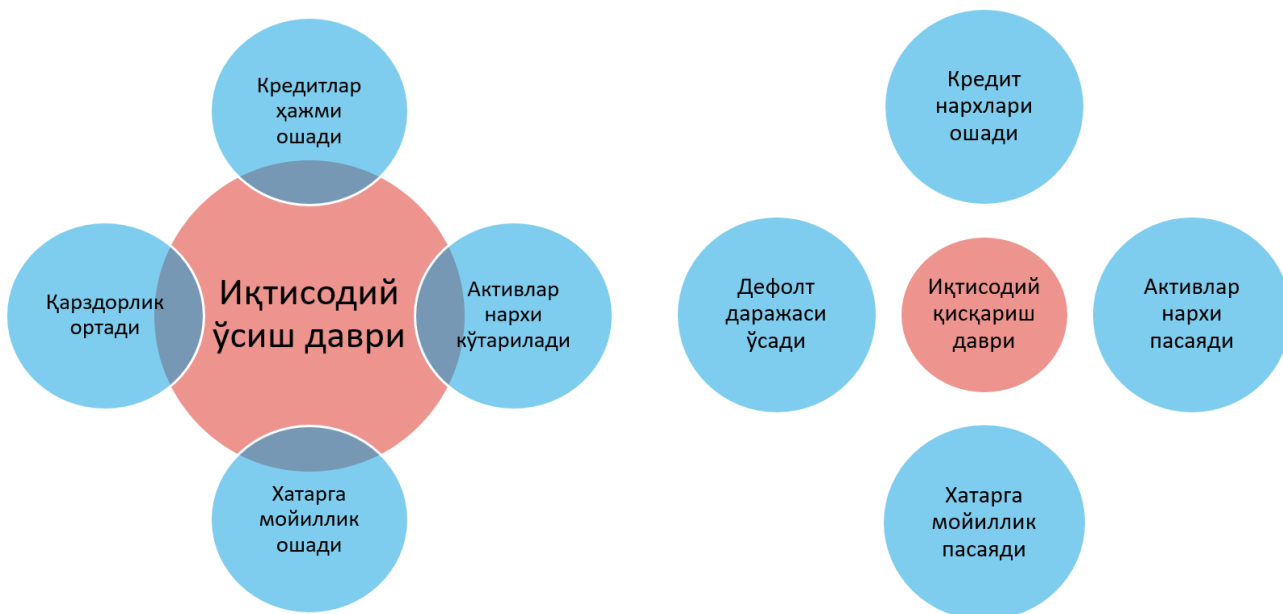 Кредитлар
ҳажми
ошади
Қарздорлик
ортади
Иқтисодий
ўсиш даври
Активлар
нархи
кўтарилади
Хатарга
мойиллик
ошади
Кредит
нархлари
ошади
Дефолт
даражаси
ўсади
Иқтисодий
қисқариш
даври
Активлар
нархи
пасаяди
Хатарга
мойиллик
пасаяди